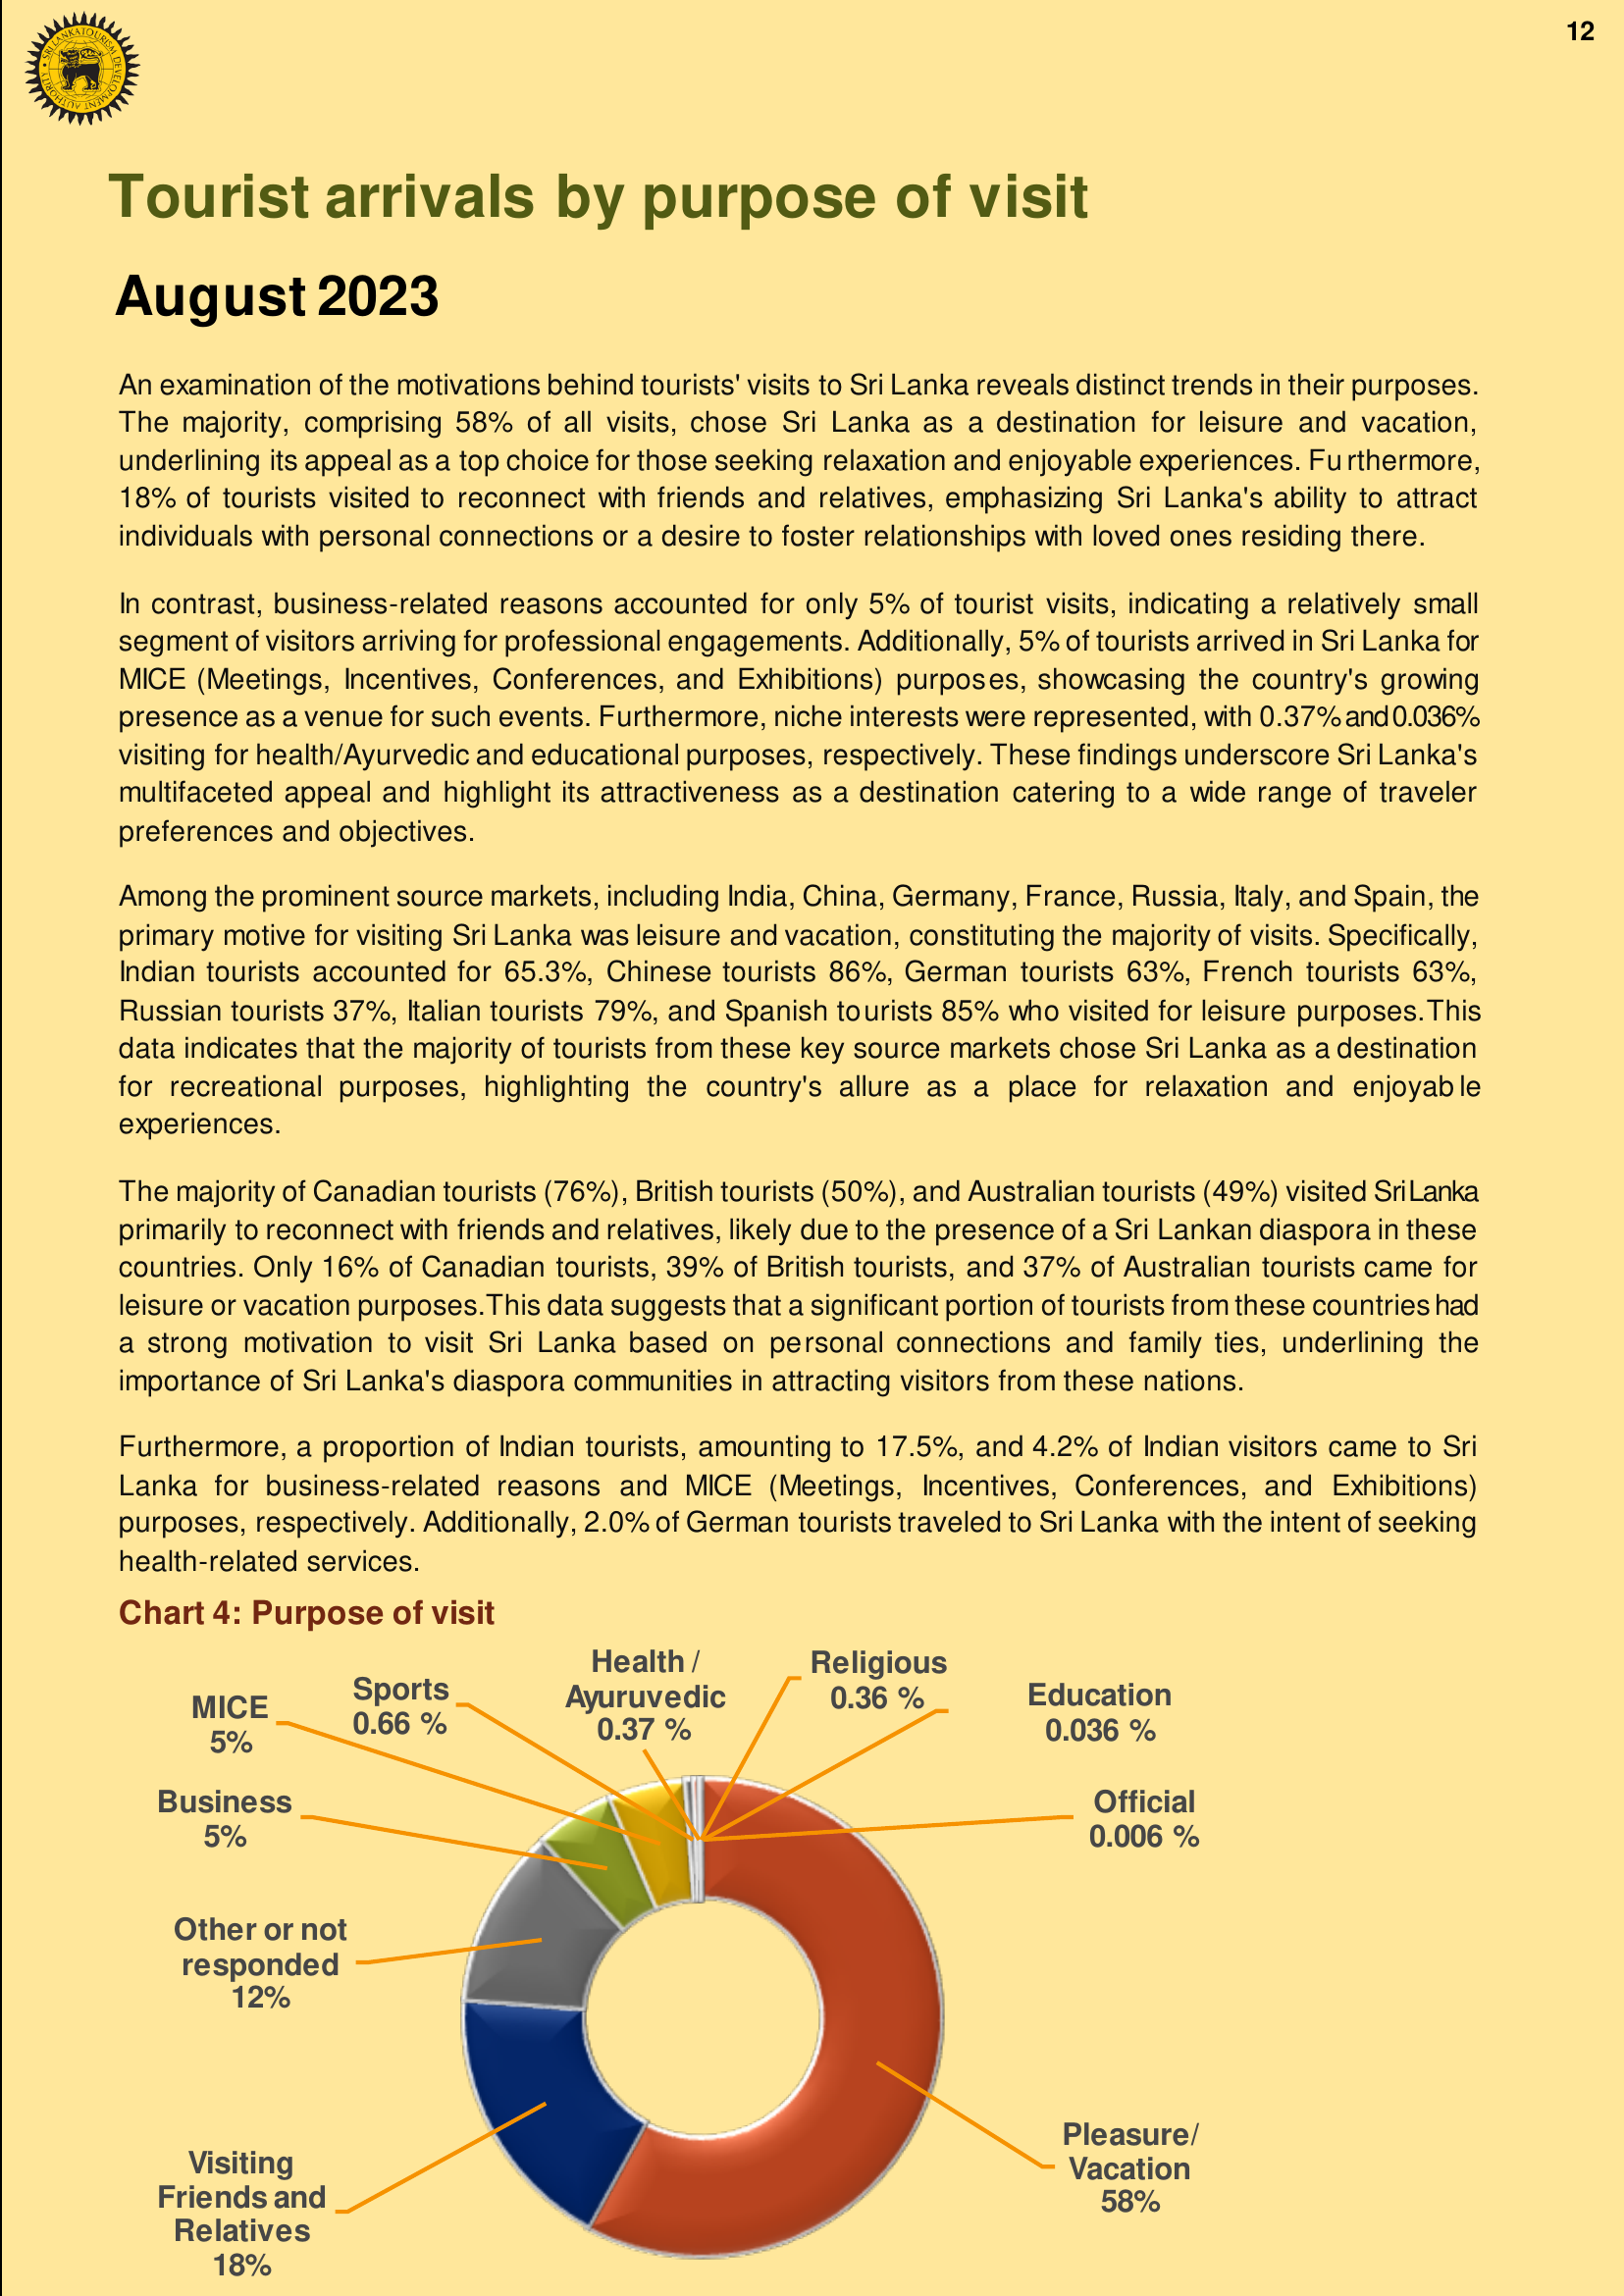 12
SRI LANKA TOURISM DEVELOPMENT AUTHORITY
Tourist arrivals by purpose of visit
August 2023
An examination of the motivations behind tourists' visits to Sri Lanka reveals distinct trends in their purposes.
The majority, comprising 58% of all visits, chose Sri Lanka as a destination for leisure and vacation,
underlining its appeal as a top choice for those seeking relaxation and enjoyable experiences. Furthermore,
18% of tourists visited to reconnect with friends and relatives, emphasizing Sri Lanka's ability to attract
individuals with personal connections or a desire to foster relationships with loved ones residing there.
In contrast, business-related reasons accounted for only 5% of tourist visits, indicating a relatively small
segment of visitors arriving for professional engagements. Additionally, 5% of tourists arrived in Sri Lanka for
MICE (Meetings, Incentives, Conferences, and Exhibitions) purposes, showcasing the country's growing
presence as a venue for such events. Furthermore, niche interests were represented, with 0.37% and 0.036%
visiting for health/Ayurvedic and educational purposes, respectively. These findings underscore Sri Lanka's
multifaceted appeal and highlight its attractiveness as a destination catering to a wide range of traveler
preferences and objectives.
Among the prominent source markets, including India, China, Germany, France, Russia, Italy, and Spain, the
primary motive for visiting Sri Lanka was leisure and vacation, constituting the majority of visits. Specifically,
Indian tourists accounted for 65.3%, Chinese tourists 86%, German tourists 63%, French tourists 63%,
Russian tourists 37%, Italian tourists 79%, and Spanish tourists 85% who visited for leisure purposes.This
data indicates that the majority of tourists from these key source markets chose Sri Lanka as a destination
for recreational purposes, highlighting the country's allure as a place for relaxation and enjoyable
experiences.
The majority of Canadian tourists (76%), British tourists (50%), and Australian tourists (49%) visited Sri Lanka
primarily to reconnect with friends and relatives, likely due to the presence of a Sri Lankan diaspora in these
countries. Only 16% of Canadian tourists, 39% of British tourists, and 37% of Australian tourists came for
leisure or vacation purposes.This data suggests that a significant portion of tourists from these countries had
a strong motivation to visit Sri Lanka based on personal connections and family ties, underlining the
importance of Sri Lanka's diaspora communities in attracting visitors from these nations.
Furthermore, a proportion of Indian tourists, amounting to 17.5%, and 4.2% of Indian visitors came to Sri
Lanka for business-related reasons and MICE (Meetings, Incentives, Conferences, and Exhibitions)
purposes, respectively. Additionally, 2.0% of German tourists traveled to Sri Lanka with the intent of seeking
health-related services.
Chart 4: Purpose of visit
MICE
5%
Sports
0.66 %
Health /
Ayuruvedic
0.37 %
Religious
0.36 %
Education
0.036 %
Business
5%
Official
0.006 %
Other or not
responded
12%
Pleasure/
Vacation
58%
Visiting
Friends and
Relatives
18%